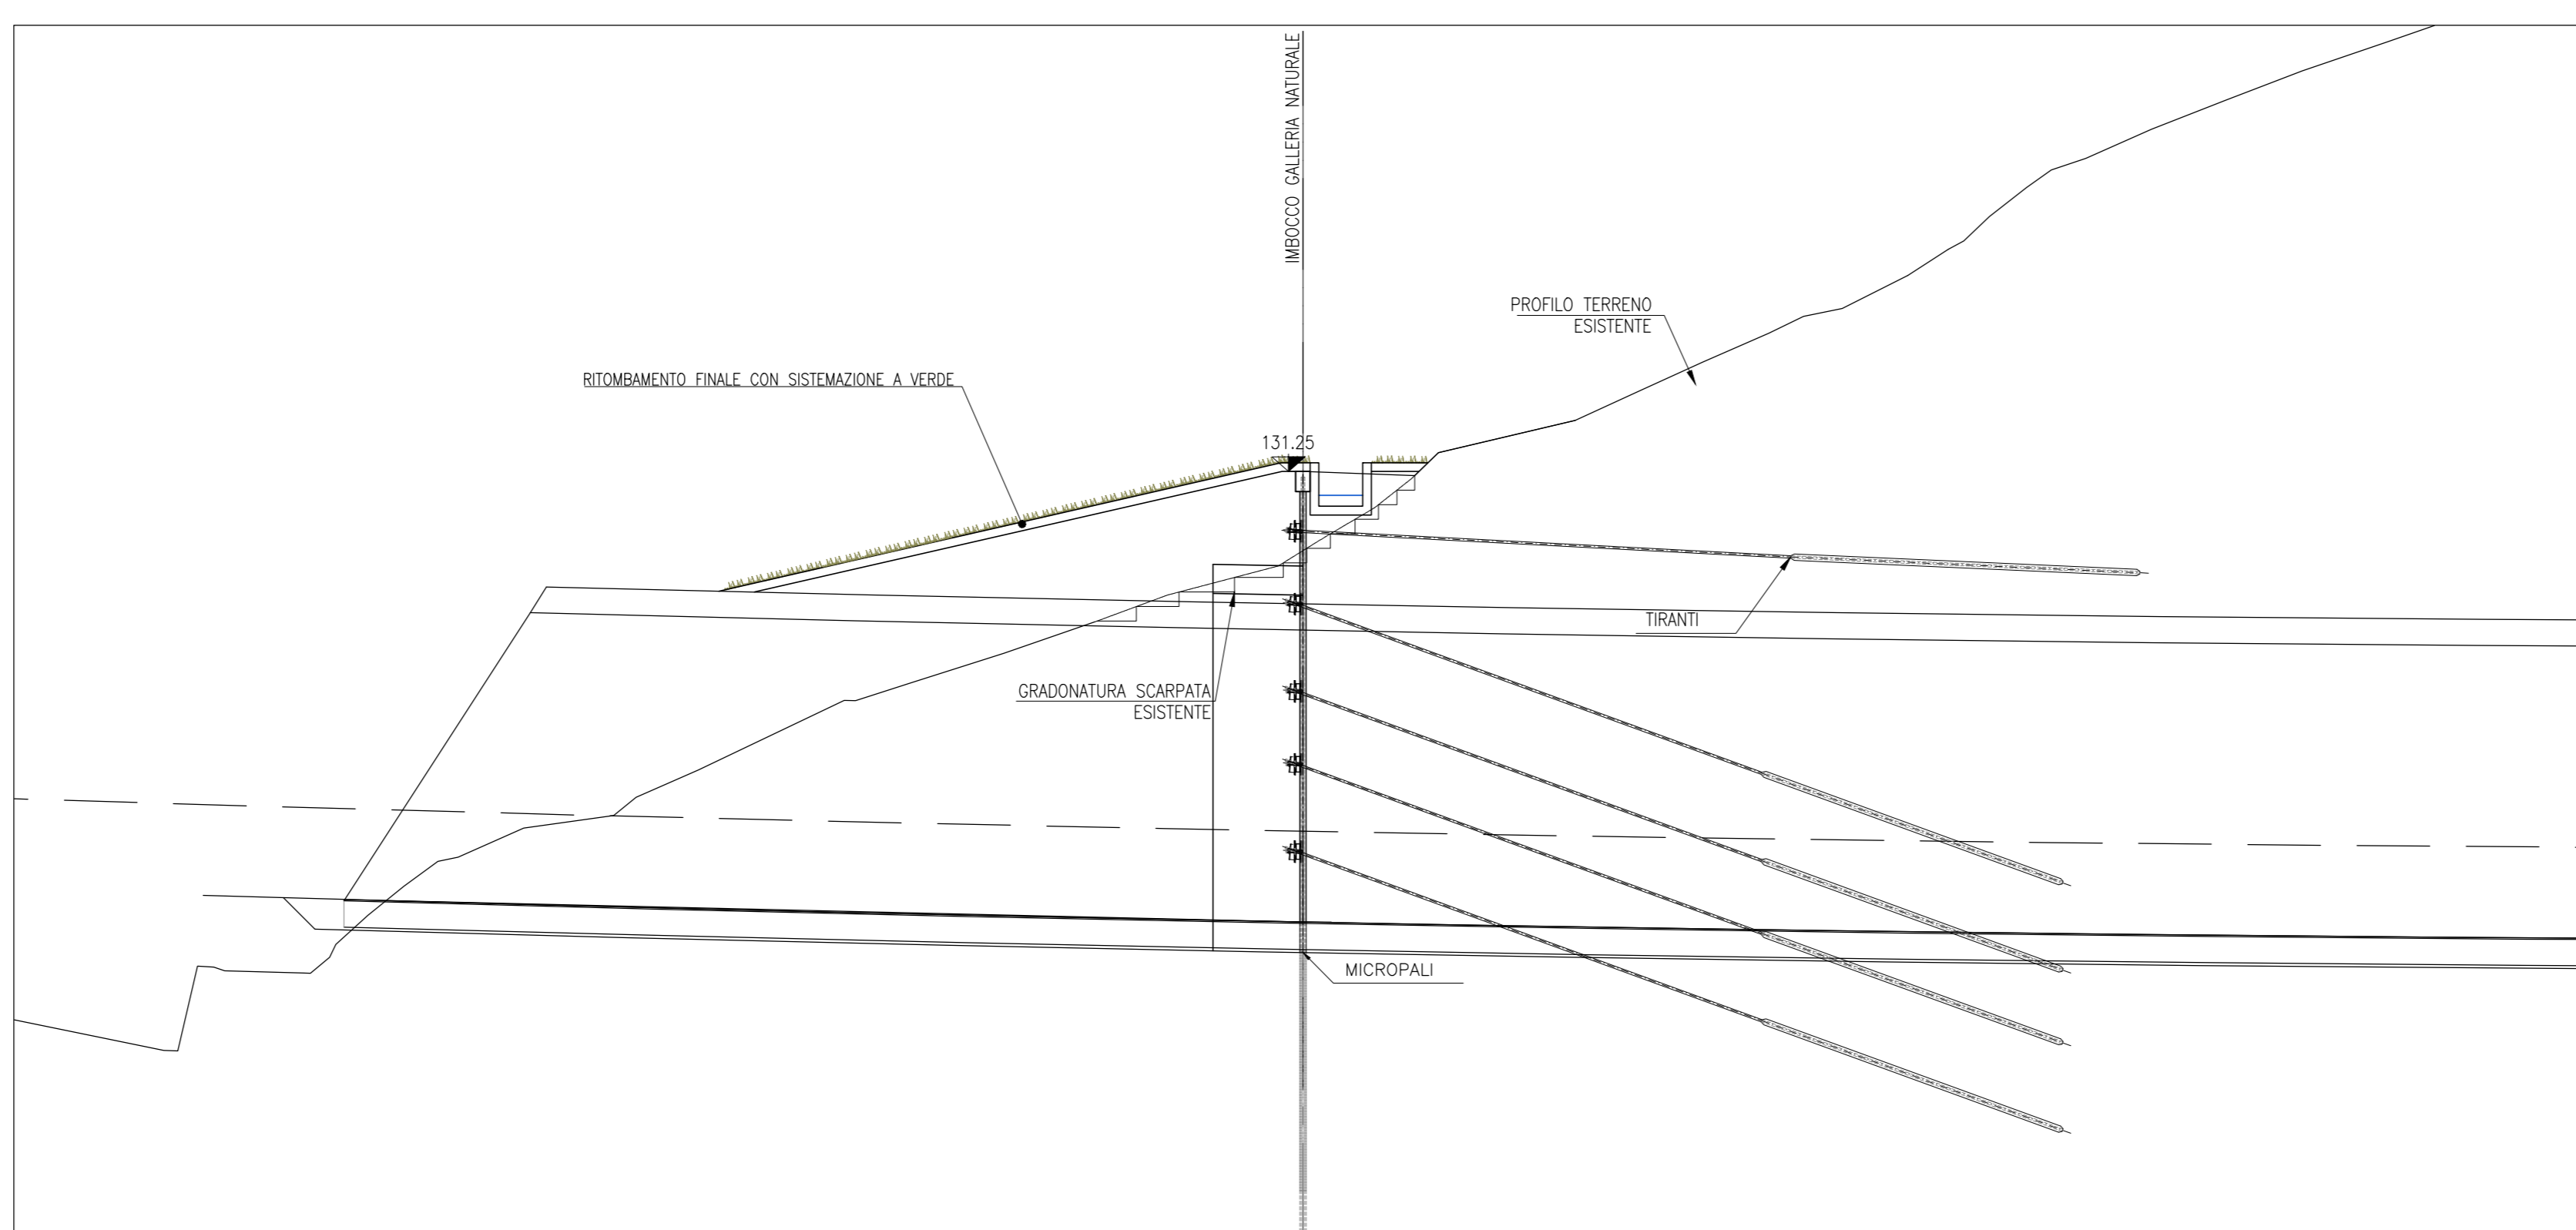 IMBOCCO GALLERIA NATURALE
PROFILO TERRENO
ESISTENTE
RITOMBAMENTO FINALE CON SISTEMAZIONE A VERDE
131.25
TIRANTI
GRADONATURA SCARPATA
ESISTENTE
MICROPALI